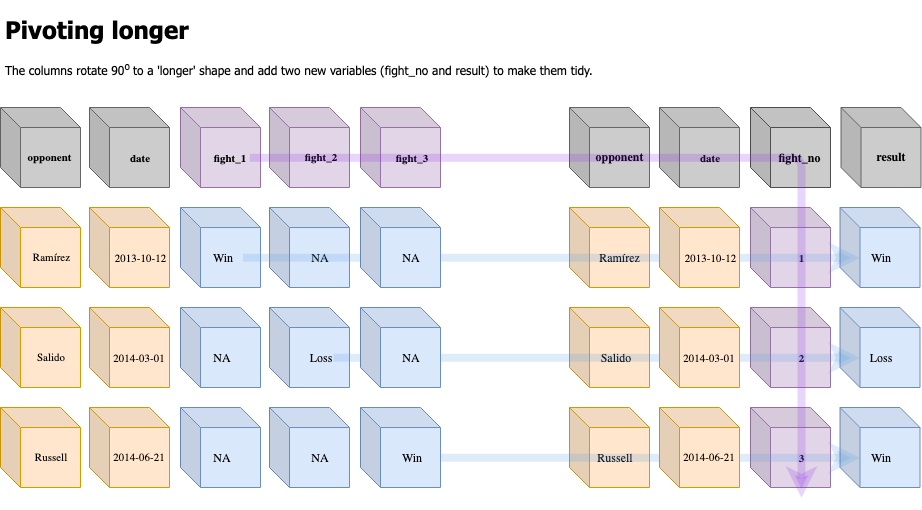 Pivoting longer
The columns rotate 90° to a 'longer' shape and add two new variables (fight_no and result) to make them tidy.
opponent date fight_1 fight_2 fight_3 opponent date fight_no result
Ramírez 2013-10-12 Win NA NA Ramírez 2013-10-12 1 Win
Salido 2014-03-01 NA Loss NA Salido 2014-03-01 2 Loss
Russell 2014-06-21 NA NA Win Russell 2014-06-21 3 Win